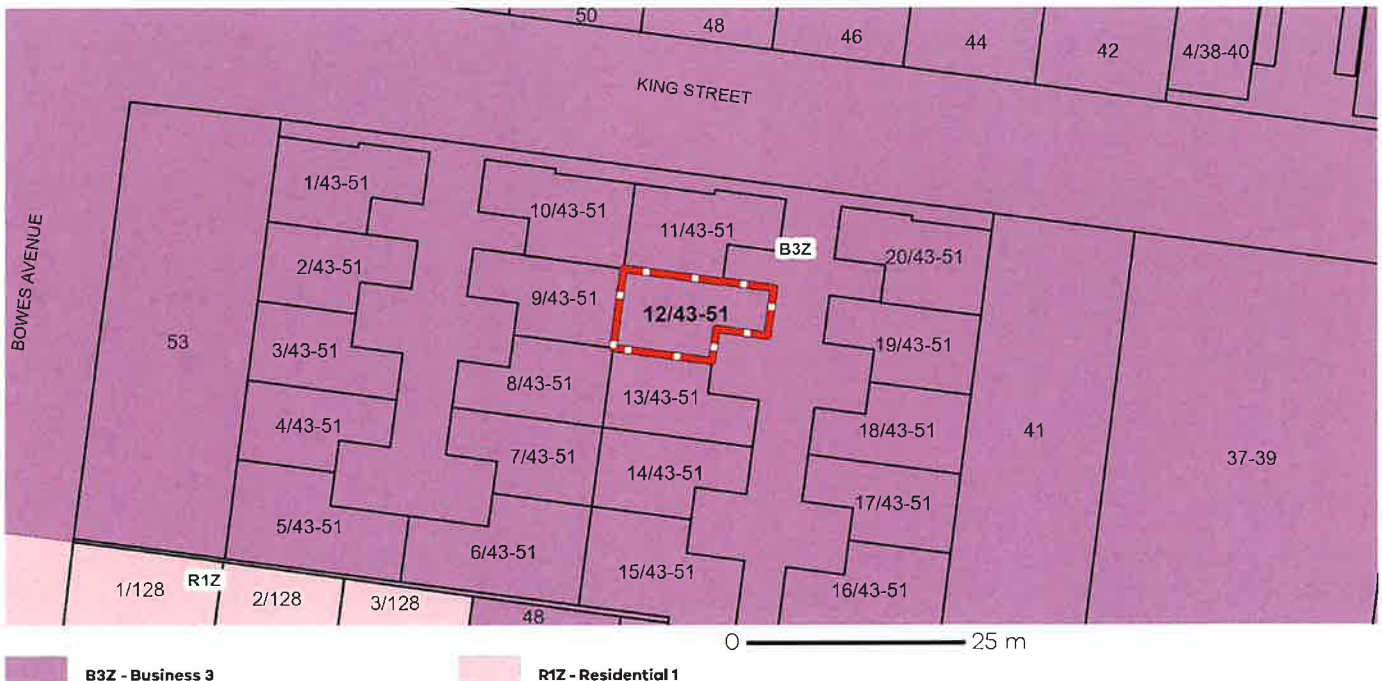 50 48 46 44 42 4/38-40
KING STREET
BOWES AVENUE
53
1/43-51 10/43-51 11/43-51 B3Z 20/43-51
2/43-51 9/43-51 12/43-51 19/43-51
3/43-51 8/43-51 13/43-51 18/43-51 41 37-39
4/43-51 7/43-51 14/43-51 17/43-51
5/43-51 6/43-51 15/43-51 16/43-51
1/128 R1Z 2/128 3/128 48
0 25 m
B3Z - Business 3 R1Z - Residential 1